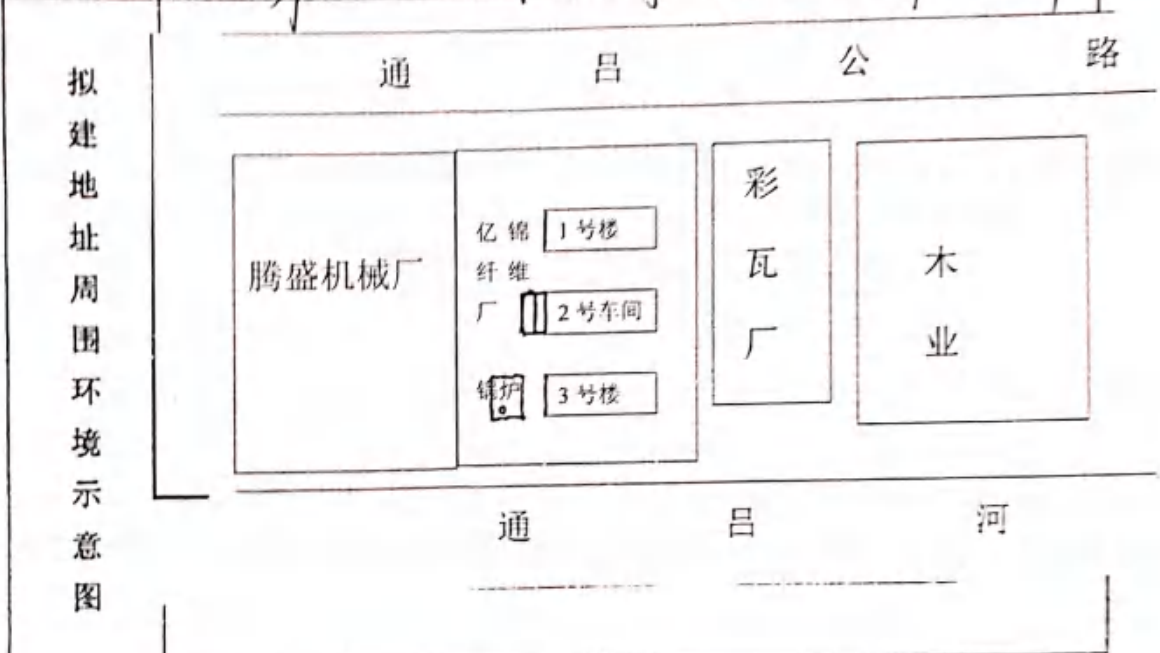 拟建地址周围环境示意图
通吕公路
腾盛机械厂
亿锦
纤维
厂
1号楼
2号车间
锅炉
3号楼
彩瓦厂
木业
通吕河